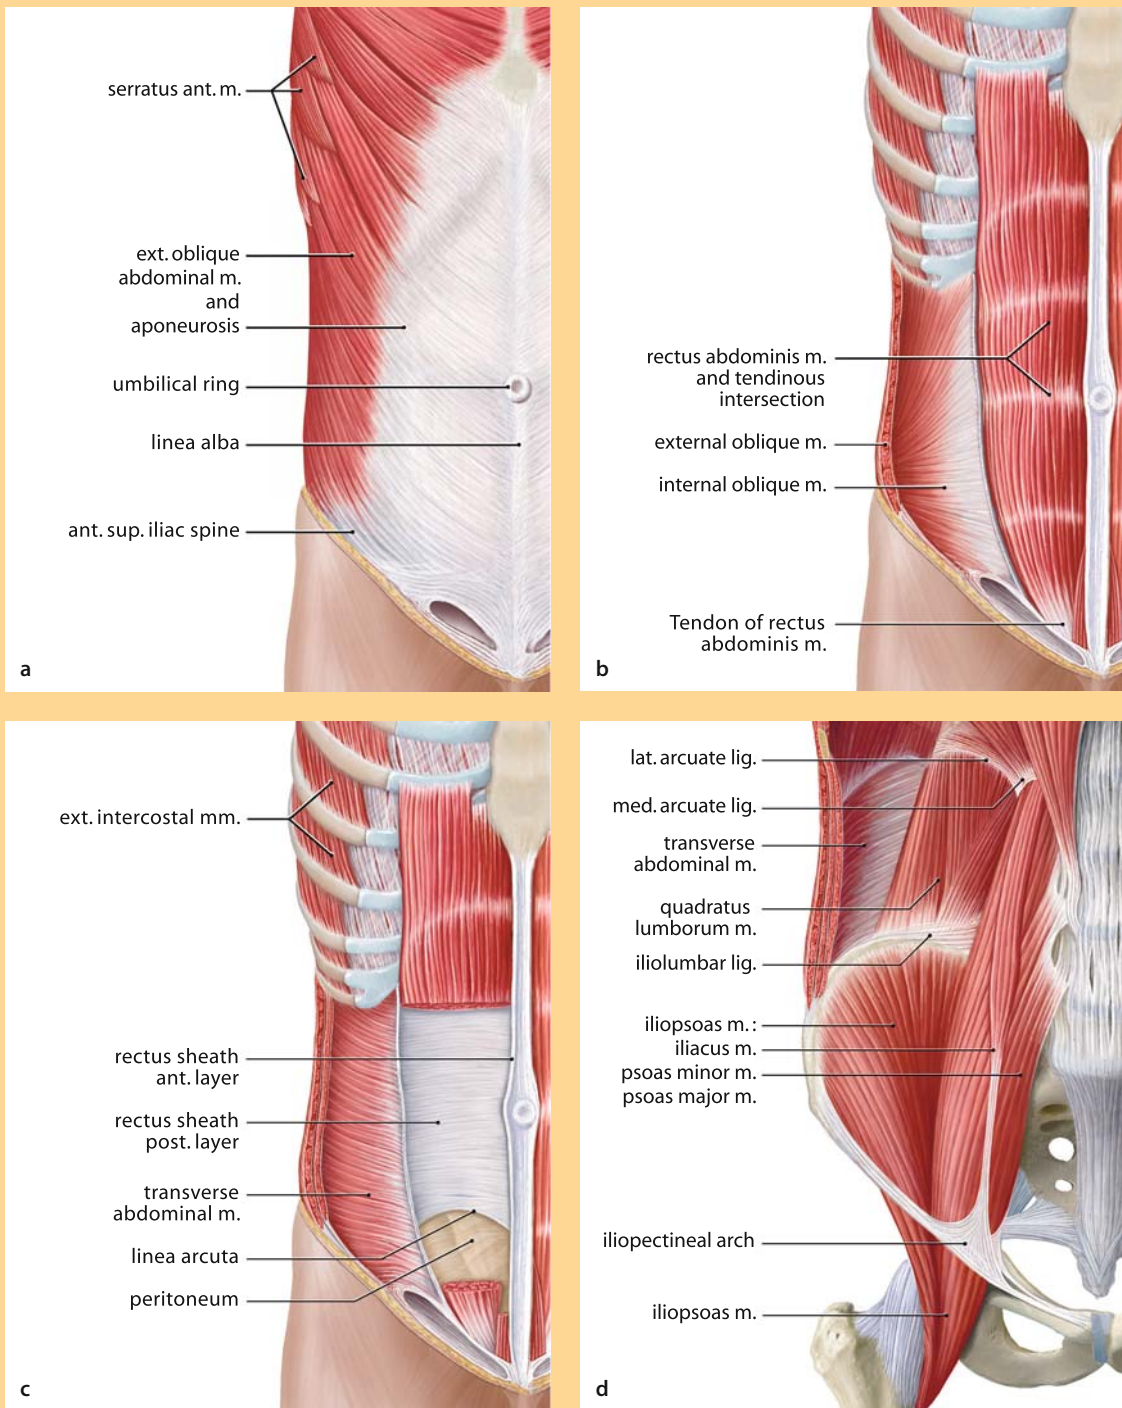 serratus ant. m.
ext. oblique
abdominal m.
and
aponeurosis
umbilical ring
linea alba
ant. sup. iliac spine
a
rectus abdominis m.
and tendinous
intersection
external oblique m.
internal oblique m.
Tendon of rectus
abdominis m.
b
ext. intercostal mm.
rectus sheath
ant. layer
rectus sheath
post. layer
transverse
abdominal m.
linea arcuta
peritoneum
c
lat. arcuate lig.
med. arcuate lig.
transverse
abdominal m.
quadratus
lumborum m.
iliolumbar lig.
iliopsoas m. :
iliacus m.
psoas minor m.
psoas major m.
iliopectineal arch
iliopsoas m.
d